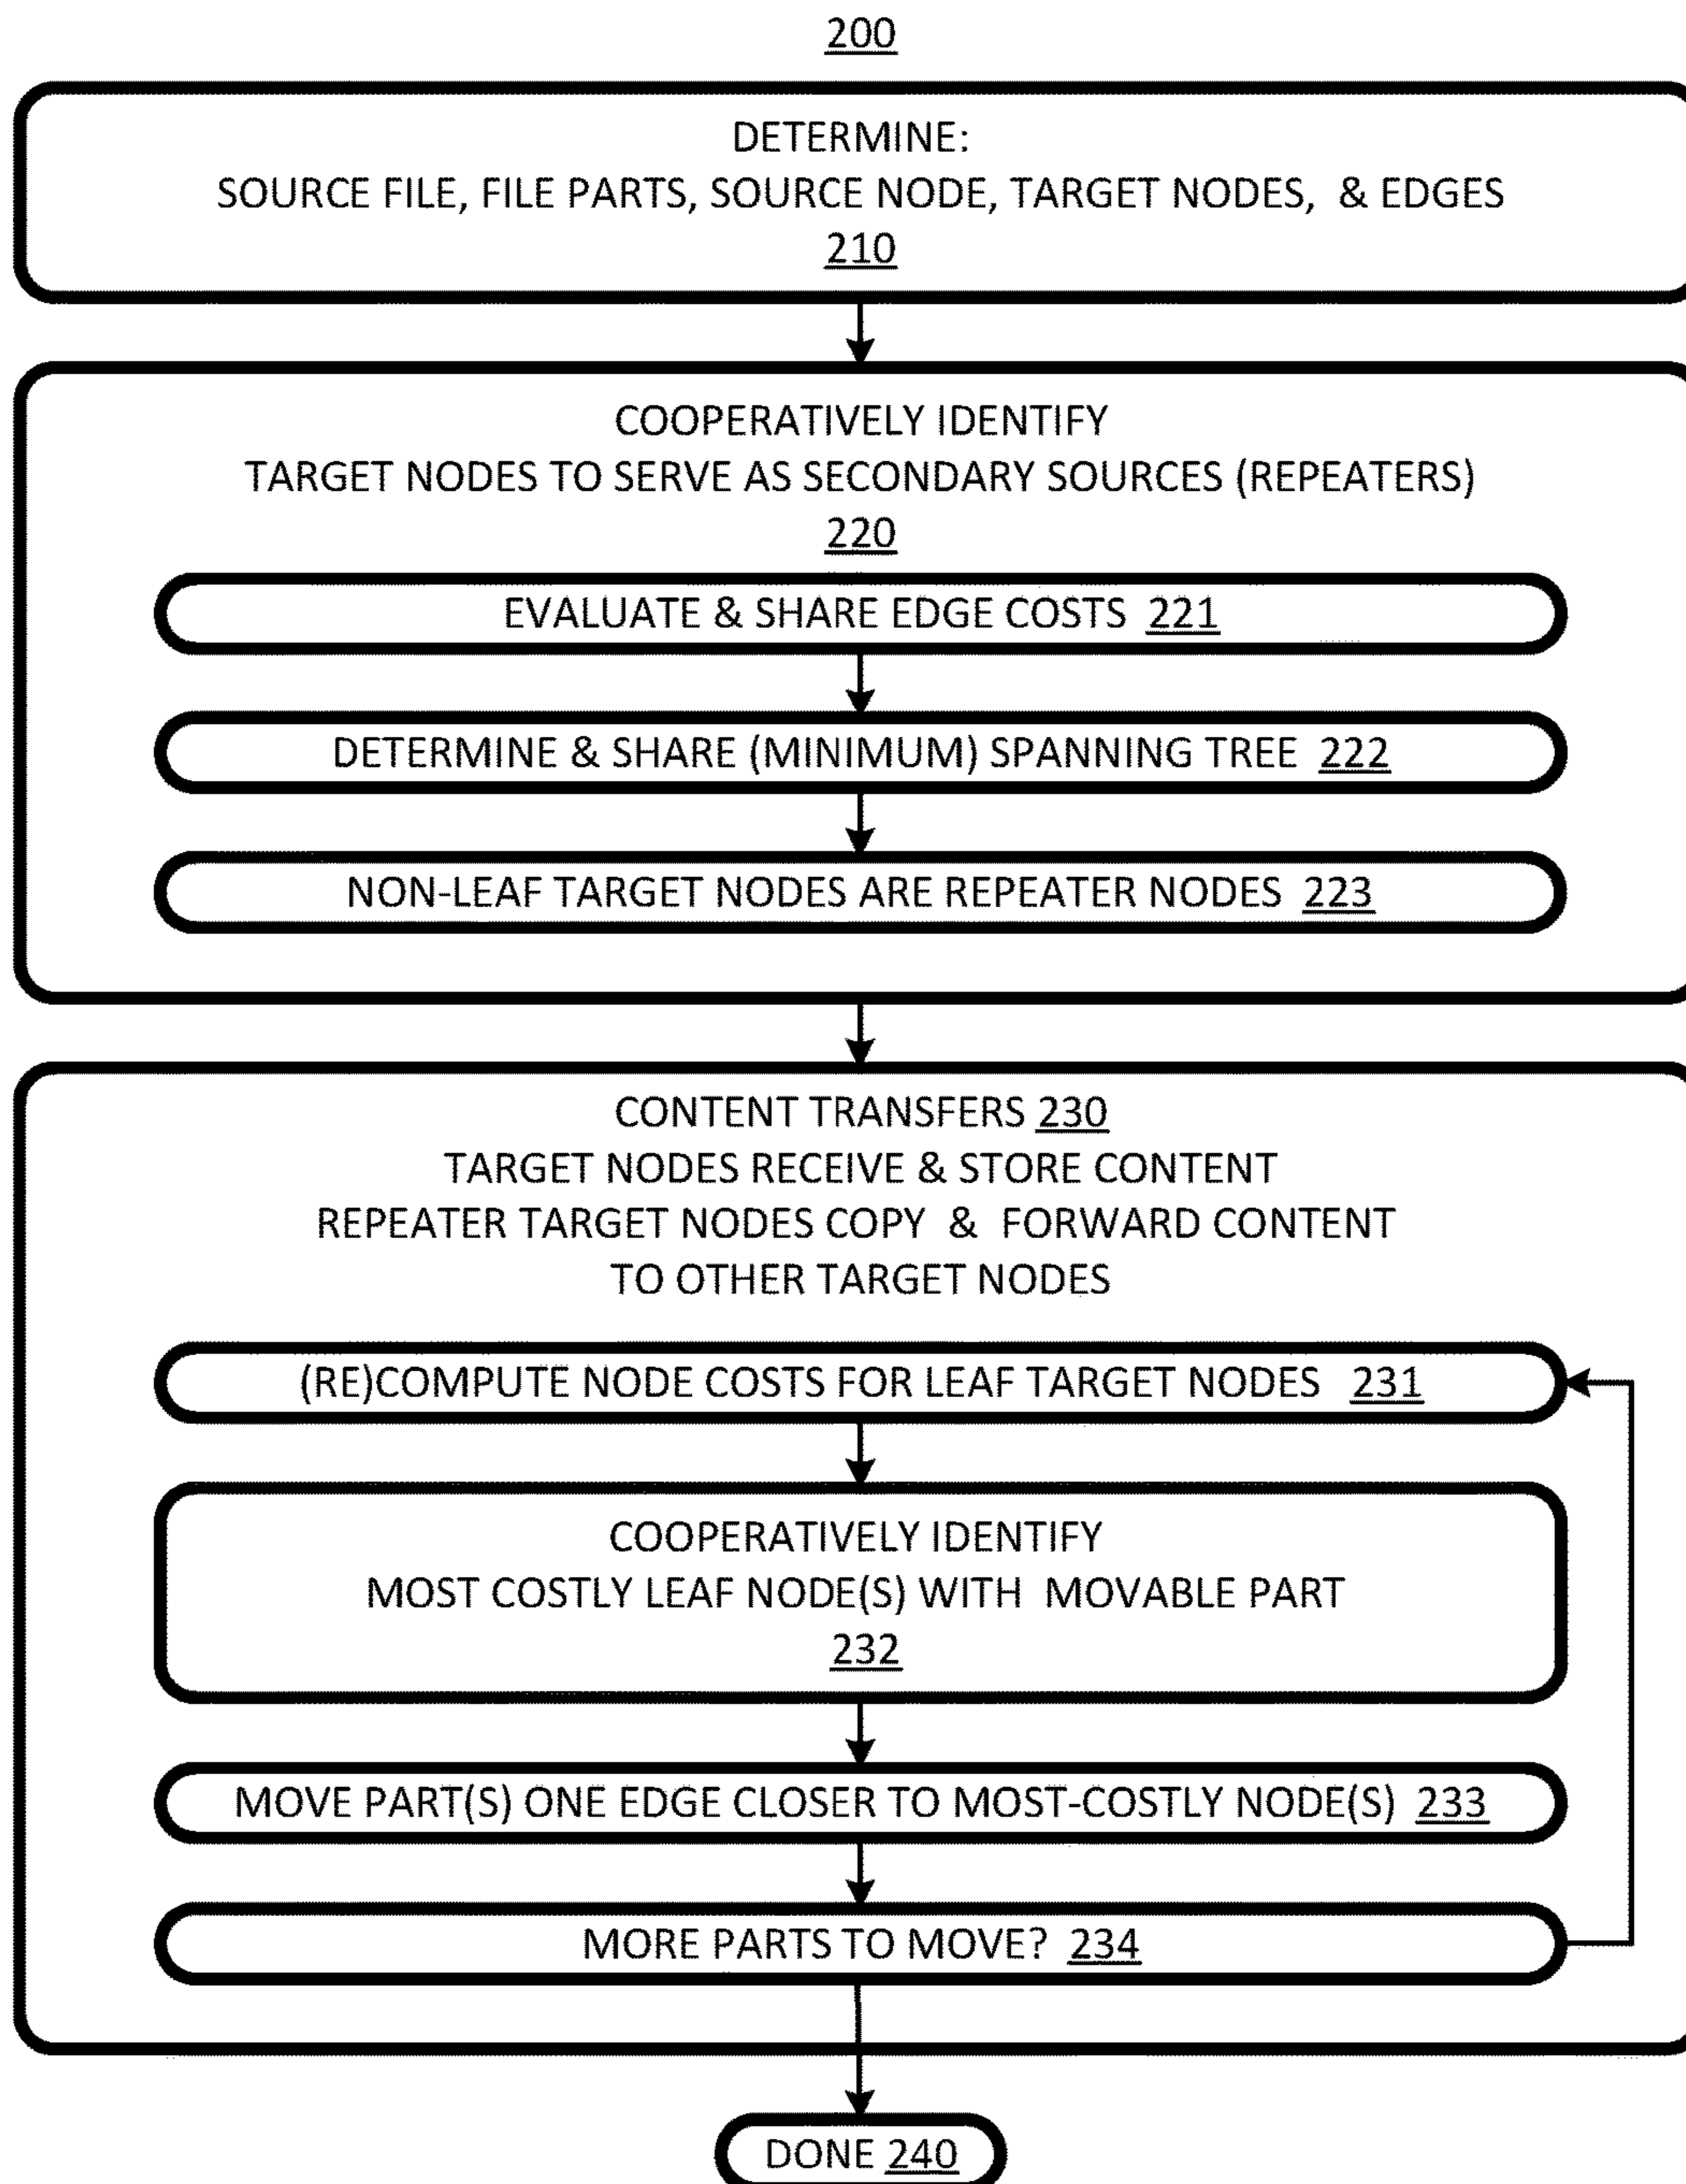 200
DETERMINE:
SOURCE FILE, FILE PARTS, SOURCE NODE, TARGET NODES, & EDGES
210
COOPERATIVELY IDENTIFY
TARGET NODES TO SERVE AS SECONDARY SOURCES (REPEATERS)
220
EVALUATE & SHARE EDGE COSTS 221
DETERMINE & SHARE (MINIMUM) SPANNING TREE 222
NON-LEAF TARGET NODES ARE REPEATER NODES 223
CONTENT TRANSFERS 230
TARGET NODES RECEIVE & STORE CONTENT
REPEATER TARGET NODES COPY & FORWARD CONTENT
TO OTHER TARGET NODES
(RE)COMPUTE NODE COSTS FOR LEAF TARGET NODES 231
COOPERATIVELY IDENTIFY
MOST COSTLY LEAF NODE(S) WITH MOVABLE PART
232
MOVE PART(S) ONE EDGE CLOSER TO MOST-COSTLY NODE(S) 233
MORE PARTS TO MOVE? 234
DONE 240